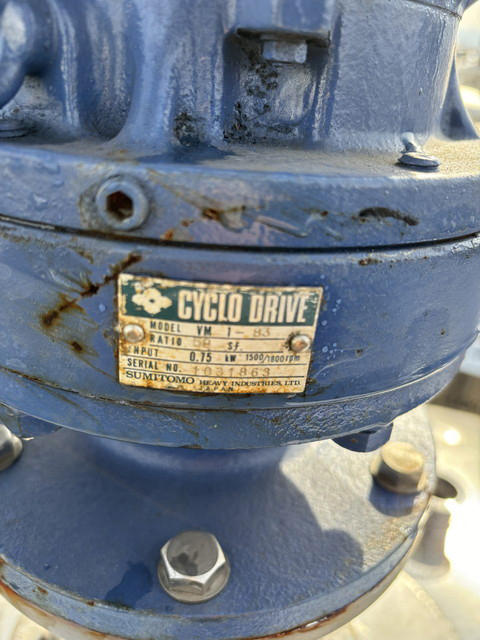 CYCLO DRIVE
MODEL VM 1-83
RATIO 59 S.F.
INPUT 0.75 kW 1500/1800rpm
SERIAL NO. 1031863
SUMITOMO HEAVY INDUSTRIES, LTD.
JAPAN